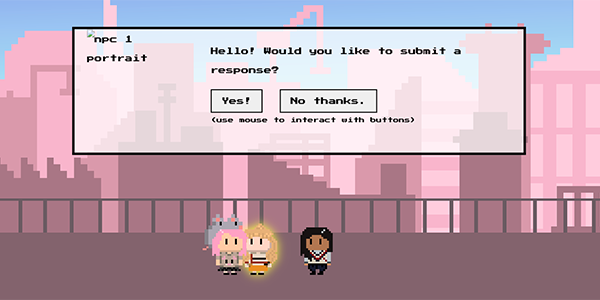 npc 1
portrait
Hello! Would you like to submit a
response?
Yes! No thanks.
(use mouse to interact with buttons)